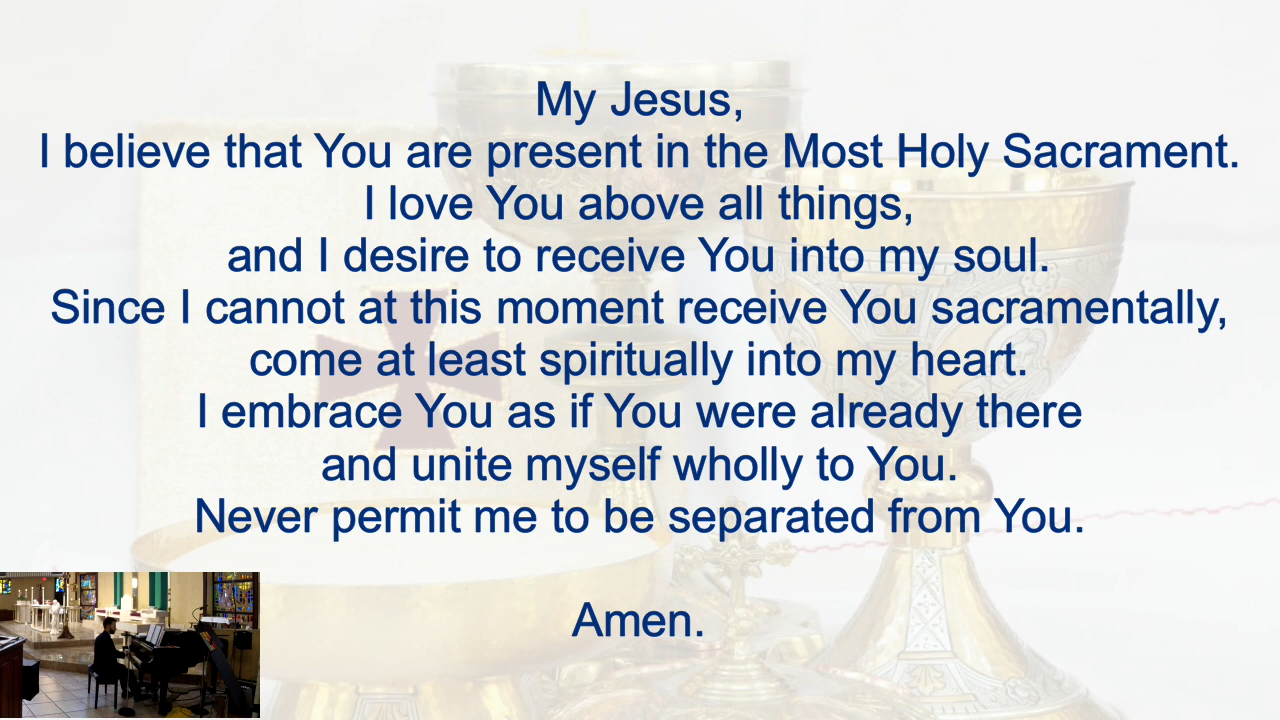 My Jesus,
I believe that You are present in the Most Holy Sacrament.
I love You above all things,
and I desire to receive You into my soul.
Since I cannot at this moment receive You sacramentally,
come at least spiritually into my heart.
I embrace You as if You were already there
and unite myself wholly to You.
Never permit me to be separated from You.
Amen.